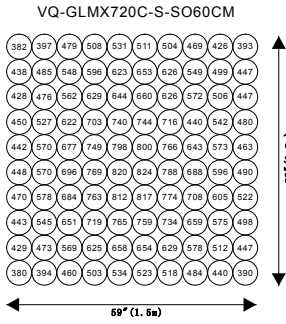 VQ-GLMX720C-S-SO60CM
382 397 479 508 531 511 504 469 426 393
438 485 548 596 623 653 626 549 499 447
428 476 562 629 644 660 626 572 506 447
450 527 622 703 740 744 716 440 542 480
442 570 677 749 798 800 766 643 573 463
448 570 696 769 820 824 788 688 596 490
470 578 684 763 812 817 774 708 605 522
443 545 651 719 765 759 734 659 575 498
429 473 569 625 658 654 629 578 512 447
380 394 460 503 534 523 518 484 440 390
59" (1.5m)